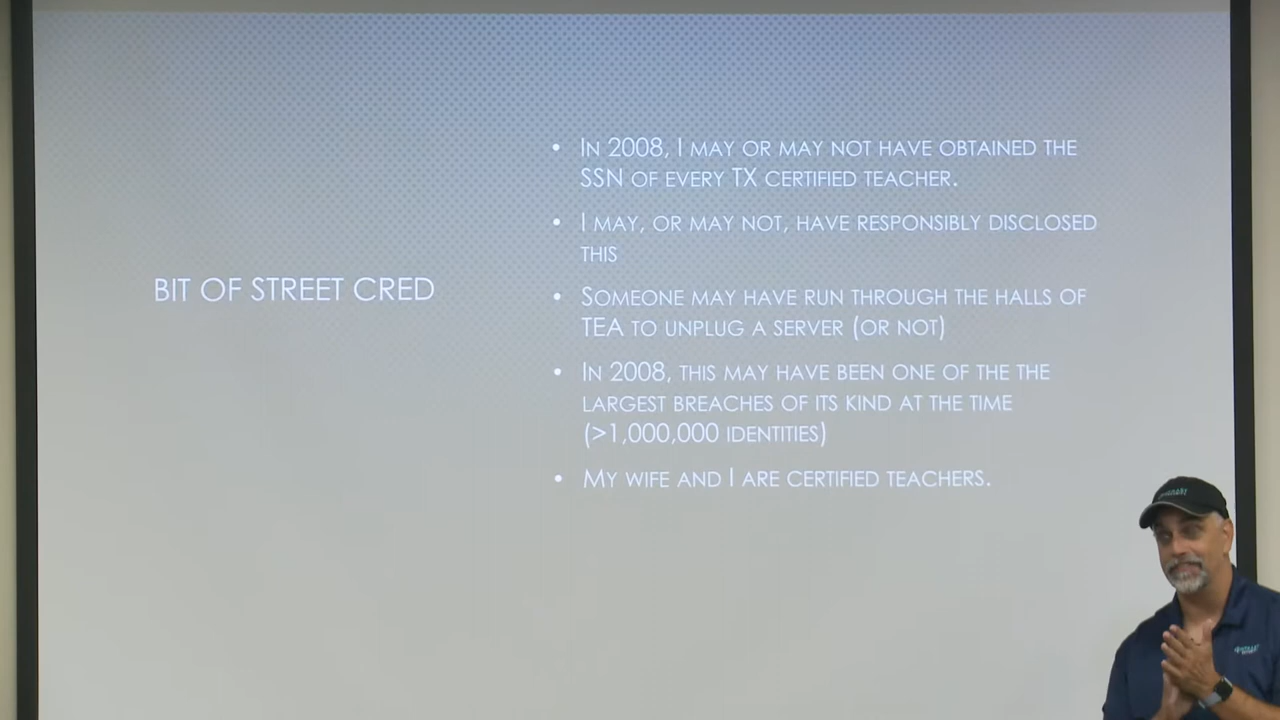 BIT OF STREET CRED
• IN 2008, I MAY OR MAY NOT HAVE OBTAINED THE
SSN OF EVERY TX CERTIFIED TEACHER.
• I MAY, OR MAY NOT, HAVE RESPONSIBLY DISCLOSED
THIS
• SOMEONE MAY HAVE RUN THROUGH THE HALLS OF
TEA TO UNPLUG A SERVER (OR NOT)
• IN 2008, THIS MAY HAVE BEEN ONE OF THE THE
LARGEST BREACHES OF ITS KIND AT THE TIME
(>1,000,000 IDENTITIES)
• MY WIFE AND I ARE CERTIFIED TEACHERS.